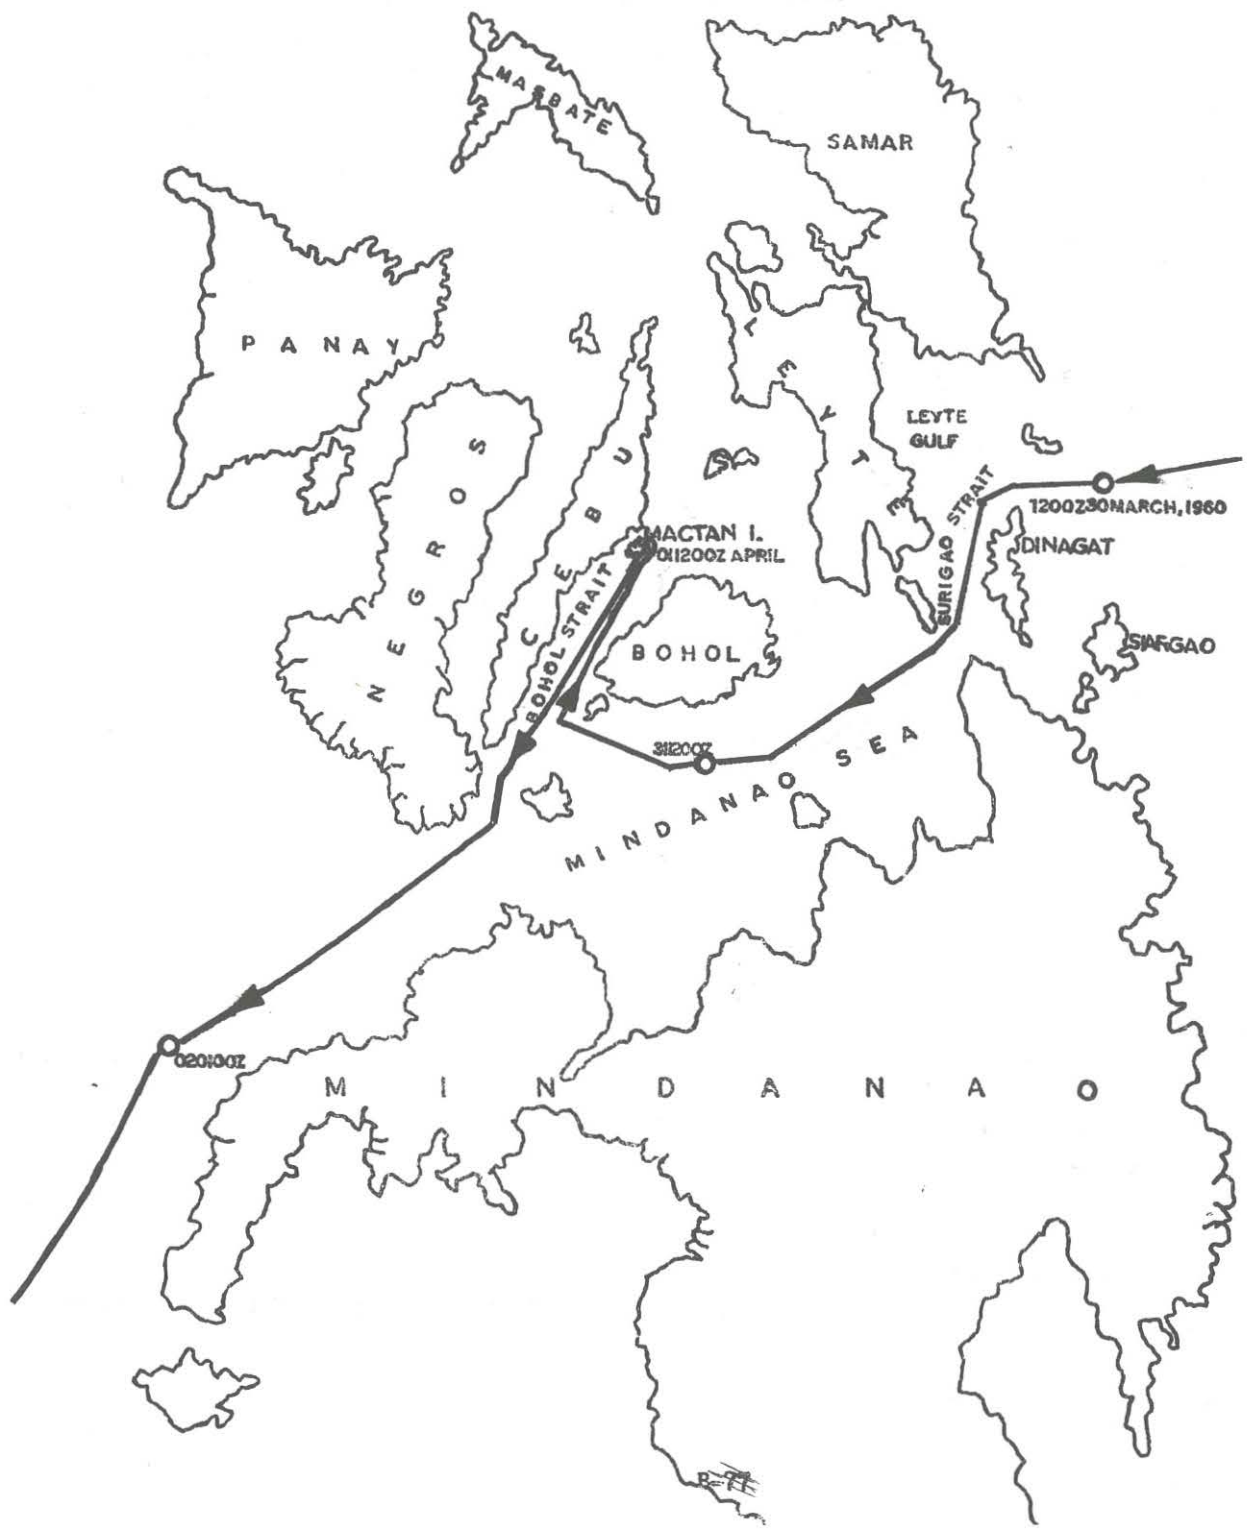 MASBATE
SAMAR
PANAY
LEYTE
LEYTE
GULF
NEGROS
CEBU
SURIGAO STRAIT
1200Z30MARCH,1960
MACTAN I.
011200Z APRIL
DINAGAT
BOHOL STRAIT
BOHOL
SIARGAO
311200Z
MINDANAO SEA
020100Z
MINDANAO